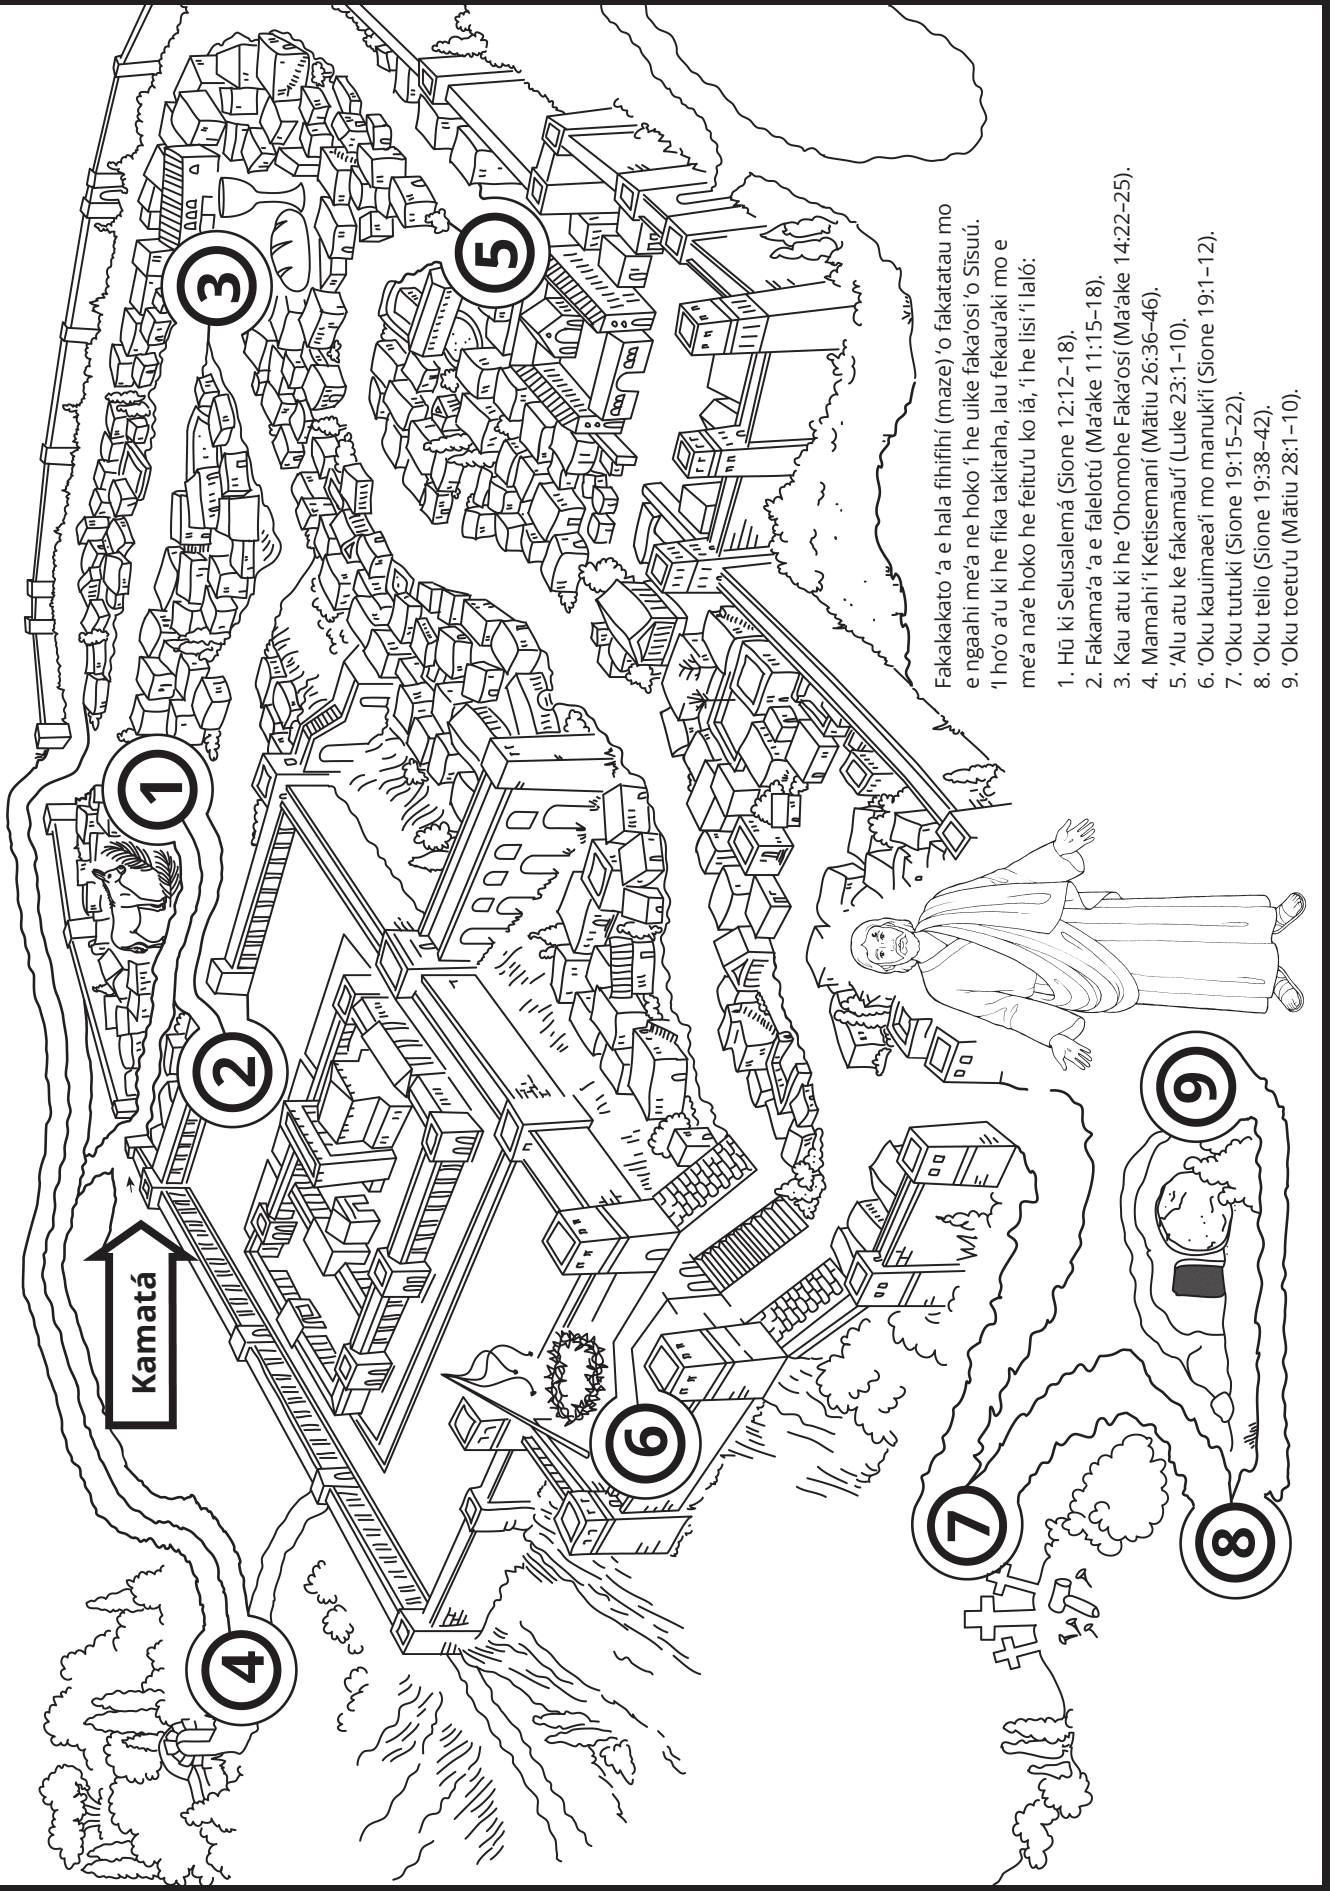 Kamatá
1
2
3
4
5
6
7
8
9
Fakakakato ʻa e hala fihifihí (maze) ʻo fakatatau mo
e ngaahi meʻa ne hoko ʻi he uike fakaʻosi ʻo Sīsuú.
ʻI hoʻo aʻu ki he fika takitaha, lau fekauʻaki mo e
meʻa naʻe hoko he feituʻu ko iá, ʻi he lisi ʻi laló:
1. Hū ki Selusalemá (Sione 12:12–18).
2. Fakamaʻa ʻa e falelotú (Maʻake 11:15–18).
3. Kau atu ki he ʻOhomohe Fakaʻosí (Maʻake 14:22–25).
4. Mamahi ʻi Ketisemaní (Mātiu 26:36–46).
5. ʻAlu atu ke fakamāuʻi (Luke 23:1–10).
6. ʻOku kauimaeaʻi mo manukiʻi (Sione 19:1–12).
7. ʻOku tutuki (Sione 19:15–22).
8. ʻOku telio (Sione 19:38–42).
9. ʻOku toetuʻu (Mātiu 28:1–10).